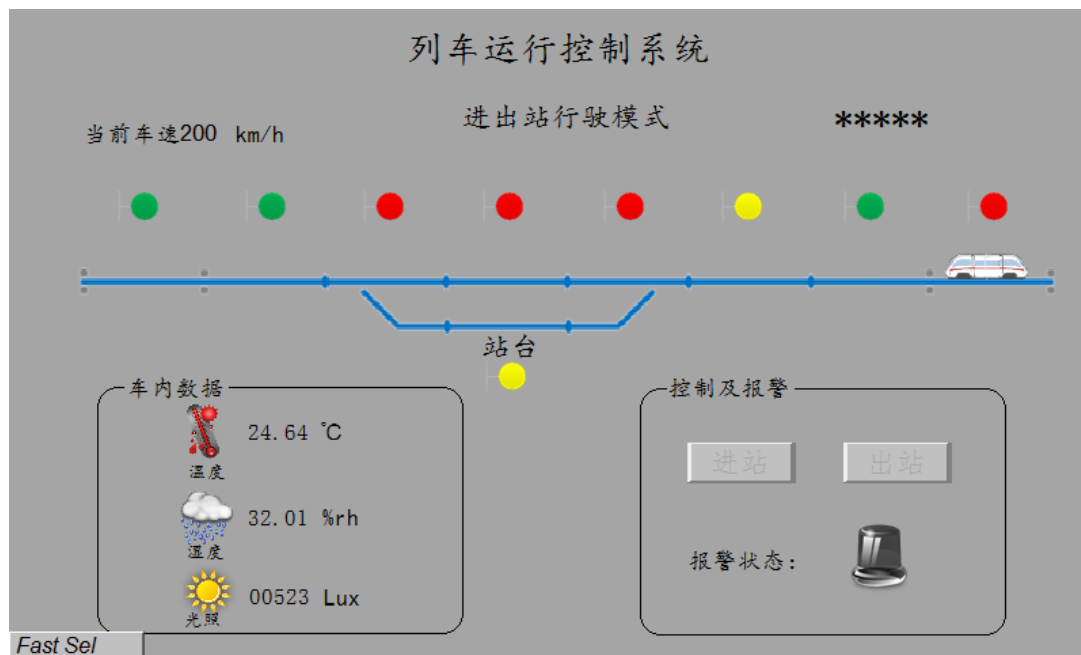 列车运行控制系统
进出站行驶模式 *****
当前车速200 km/h
站台
车内数据
24.64 ℃
温度
32.01 %rh
湿度
00523 Lux
光照
控制及报警
进站 出站
报警状态:
Fast Sel